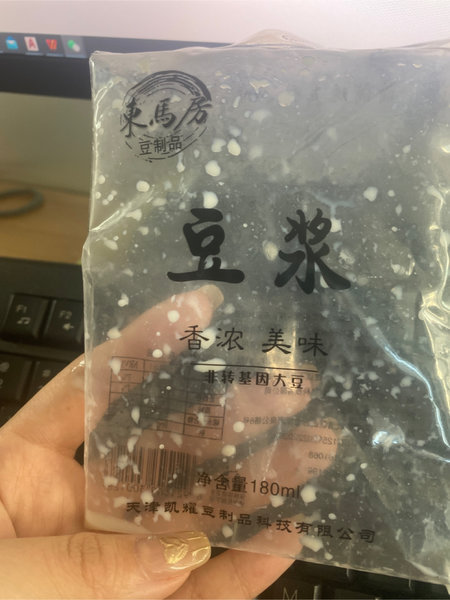 東馬房
豆制品
豆浆
香浓 美味
非转基因大豆
净含量180ml
天津凯耀豆制品科技有限公司